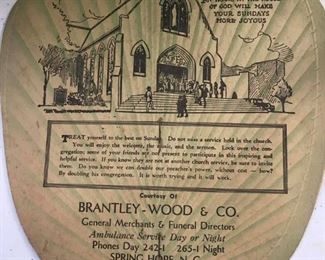 OF GOD WILL MAKE
YOUR SUNDAYS
MORE JOYOUS
TREAT yourself to the best on Sunday. Do not miss a service held in the church.
You will enjoy the welcome, the music, and the sermon. Look over the con-
gregation; some of your friends are not present to participate in this inspiring and
helpful service. If you know they are not at another church service, be sure to invite
them. Do you know we can double our preacher's power, without cost — how?
By doubling his congregation. It is worth trying and it will work.
Courtesy Of
BRANTLEY-WOOD & CO.
General Merchants & Funeral Directors
Ambulance Service Day or Night
Phones Day 242-1 265-1 Night
SPRING HOPE, N. C.